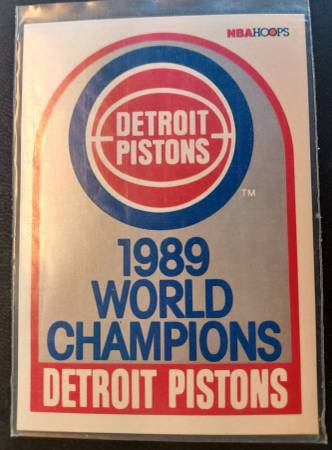 NBA HOOPS
DETROIT
PISTONS
TM
1989
WORLD
CHAMPIONS
DETROIT PISTONS